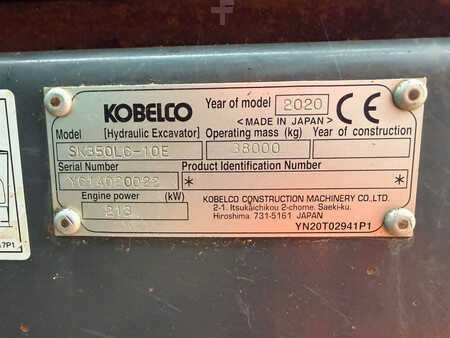 KOBELCO Year of model 2020
<MADE IN JAPAN> CE
Model [Hydraulic Excavator] Operating mass (kg) Year of construction
SK350LC-10E 38000
Serial Number Product Identification Number
* *
Engine power (kW)
213
KOBELCO CONSTRUCTION MACHINERY CO.,LTD.
2-1. Itsukaichikou 2-chome. Saeki-ku.
Hiroshima. 731-5161 JAPAN
YN20T02941P1
7P1